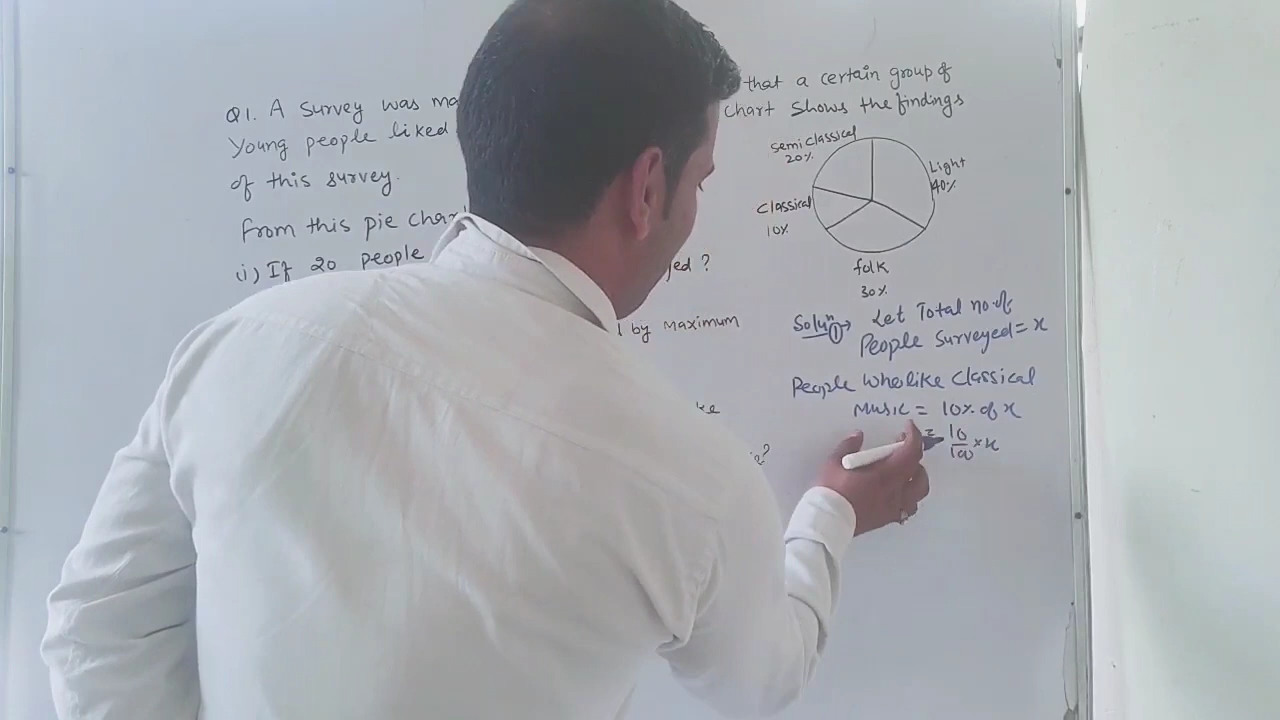 Q1. A Survey was ma
that a certain group of
Young people liked
chart Shows the findings
of this survey.
From this pie char
(i) If 20 people
ed ?
by Maximum
Semi Classical
20%
Light
40%
Classical
10%
folk
30%
Soluⁿ ① → Let Total no. of
People Surveyed = x
People Who like Classical
Music = 10% of x
= 10/100 × x